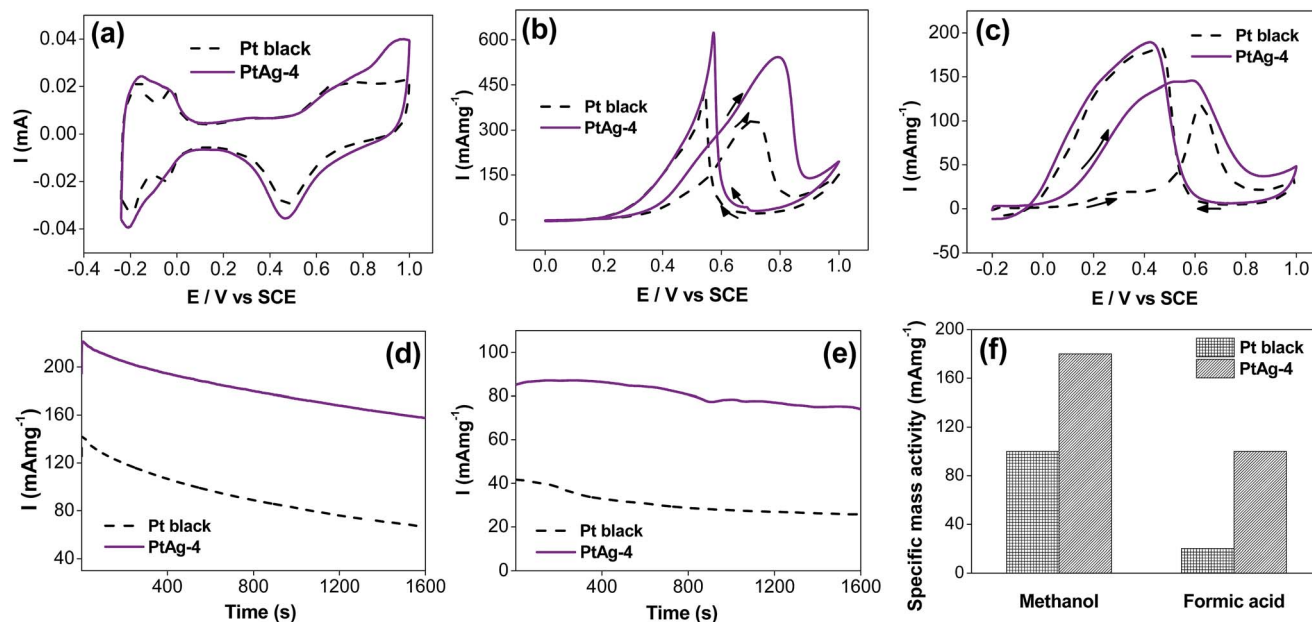 (a)
Pt black
PtAg-4
0.04
0.02
0.00
0.02
0.04
I (mA)
-0.4 -0.2 0.0 0.2 0.4 0.6 0.8 1.0
E / V vs SCE
(b)
Pt black
PtAg-4
600
450
300
150
0
I (mAmg-1)
0.0 0.2 0.4 0.6 0.8 1.0
E / V vs SCE
(c)
Pt black
PtAg-4
200
150
100
50
0
-50
I (mAmg-1)
-0.2 0.0 0.2 0.4 0.6 0.8 1.0
E / V vs SCE
(d)
200
160
120
80
40
I (mAmg-1)
Pt black
PtAg-4
400 800 1200 1600
Time (s)
(e)
100
80
60
40
20
0
I (mAmg-1)
Pt black
PtAg-4
400 800 1200 1600
Time (s)
(f)
Pt black
PtAg-4
200
160
120
80
40
0
Specific mass activity (mAmg-1)
Methanol Formic acid